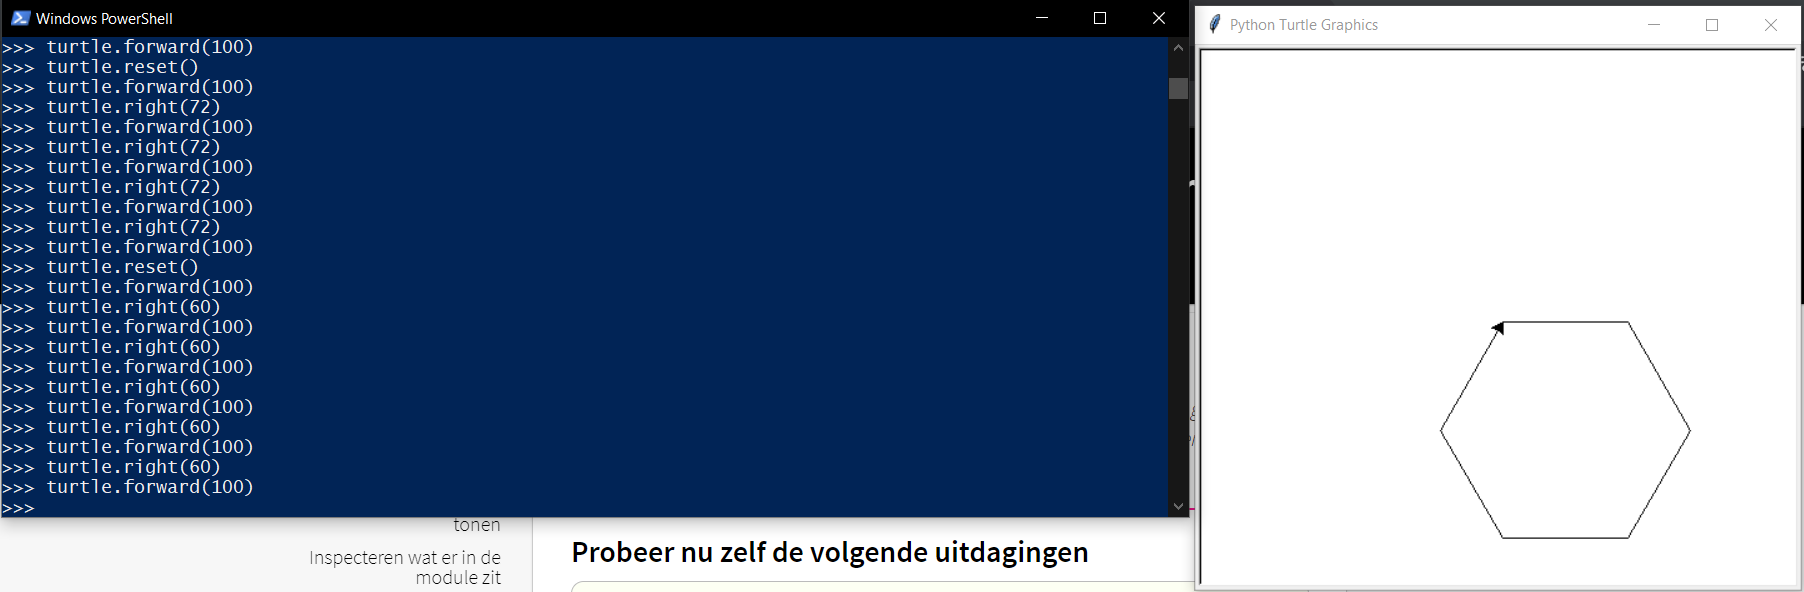 Windows PowerShell
>>> turtle.forward(100)
>>> turtle.reset()
>>> turtle.forward(100)
>>> turtle.right(72)
>>> turtle.forward(100)
>>> turtle.right(72)
>>> turtle.forward(100)
>>> turtle.right(72)
>>> turtle.forward(100)
>>> turtle.right(72)
>>> turtle.forward(100)
>>> turtle.reset()
>>> turtle.forward(100)
>>> turtle.right(60)
>>> turtle.forward(100)
>>> turtle.right(60)
>>> turtle.forward(100)
>>> turtle.right(60)
>>> turtle.forward(100)
>>> turtle.right(60)
>>> turtle.forward(100)
>>> turtle.right(60)
>>> turtle.forward(100)
>>>
Python Turtle Graphics
tonen
Inspecteren wat er in de
module zit
Probeer nu zelf de volgende uitdagingen